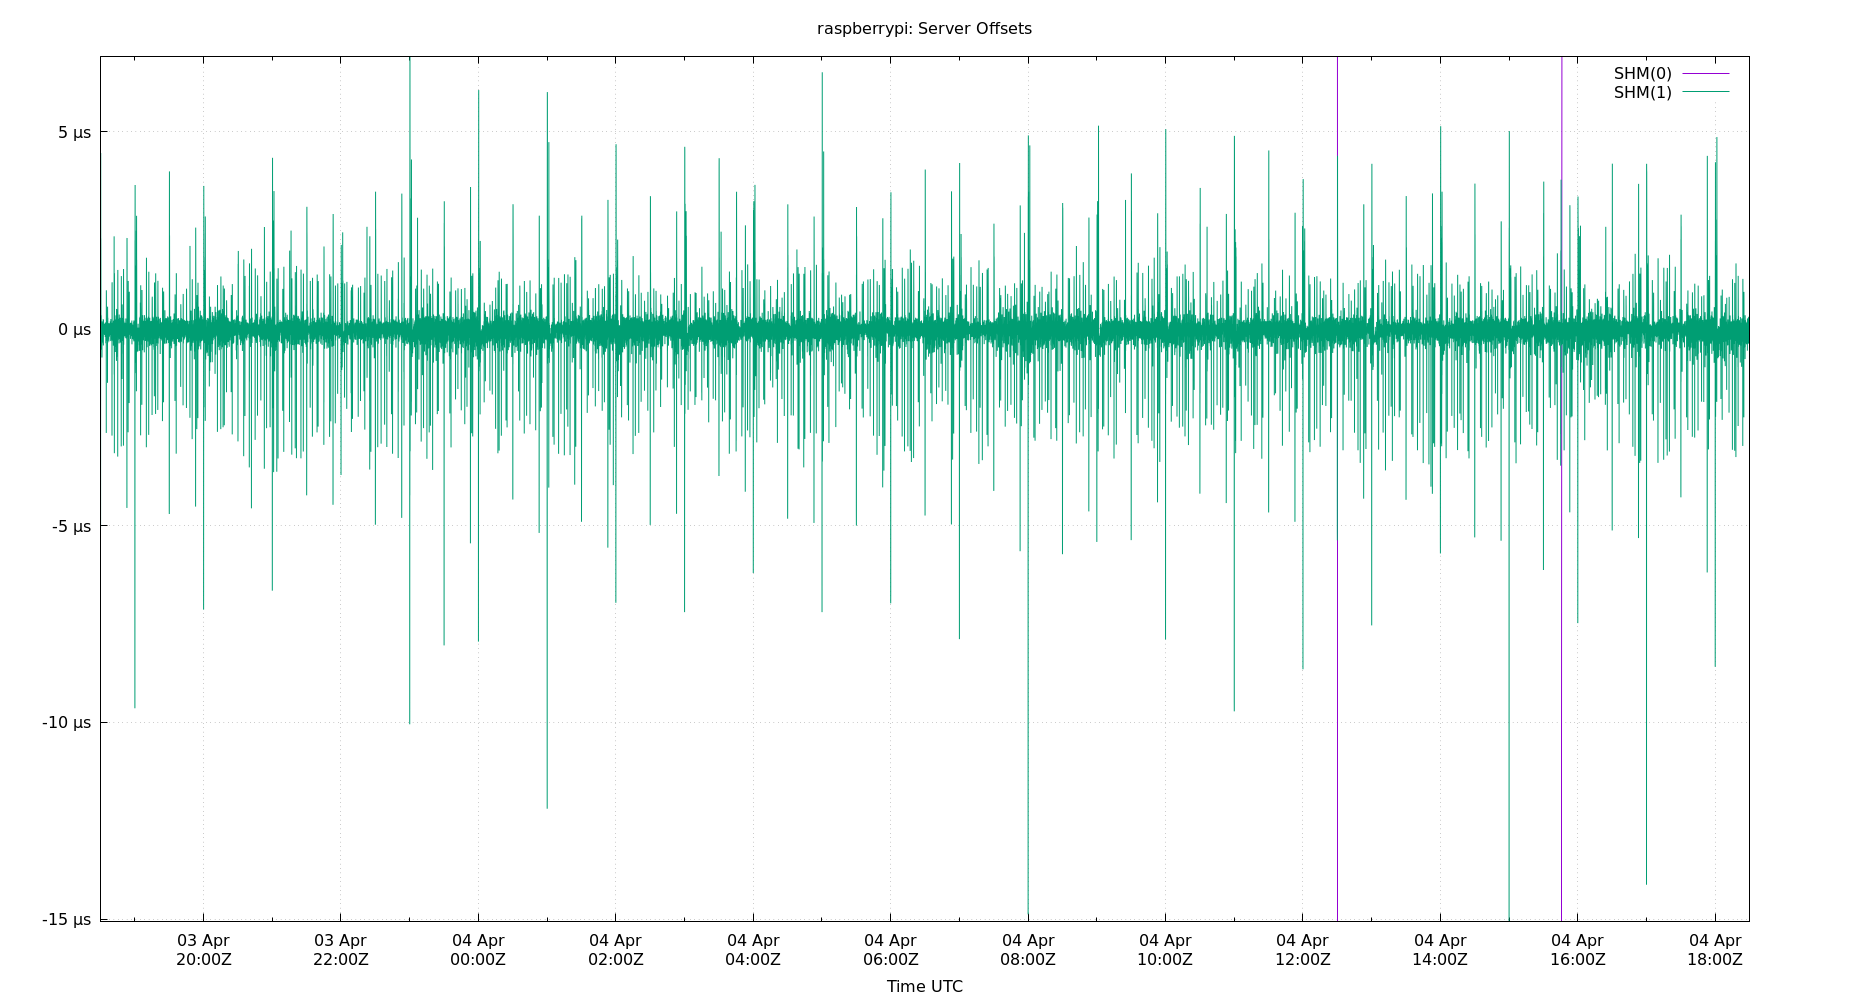 raspberrypi: Server Offsets
SHM(0)
SHM(1)
5 µs
0 µs
-5 µs
-10 µs
-15 µs
03 Apr 03 Apr 04 Apr 04 Apr 04 Apr 04 Apr 04 Apr 04 Apr 04 Apr 04 Apr 04 Apr 04 Apr
20:00Z 22:00Z 00:00Z 02:00Z 04:00Z 06:00Z 08:00Z 10:00Z 12:00Z 14:00Z 16:00Z 18:00Z
Time UTC